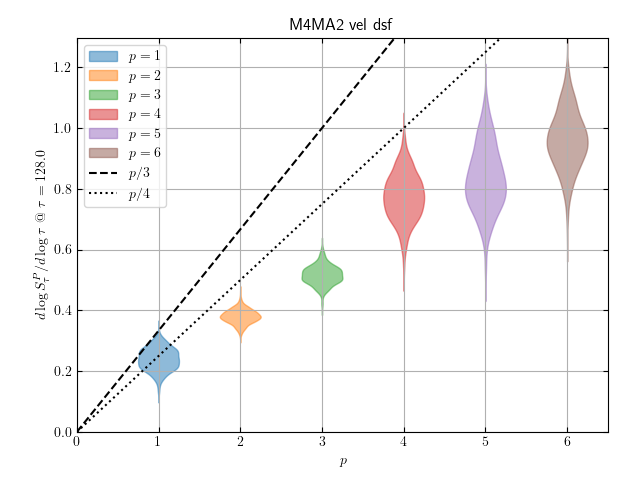 M4MA2 vel dsf
p = 1
p = 2
p = 3
p = 4
p = 5
p = 6
p/3
p/4
d log S_τ^P / d log τ @ τ = 128.0
1.2
1.0
0.8
0.6
0.4
0.2
0.0
0 1 2 3 4 5 6
p